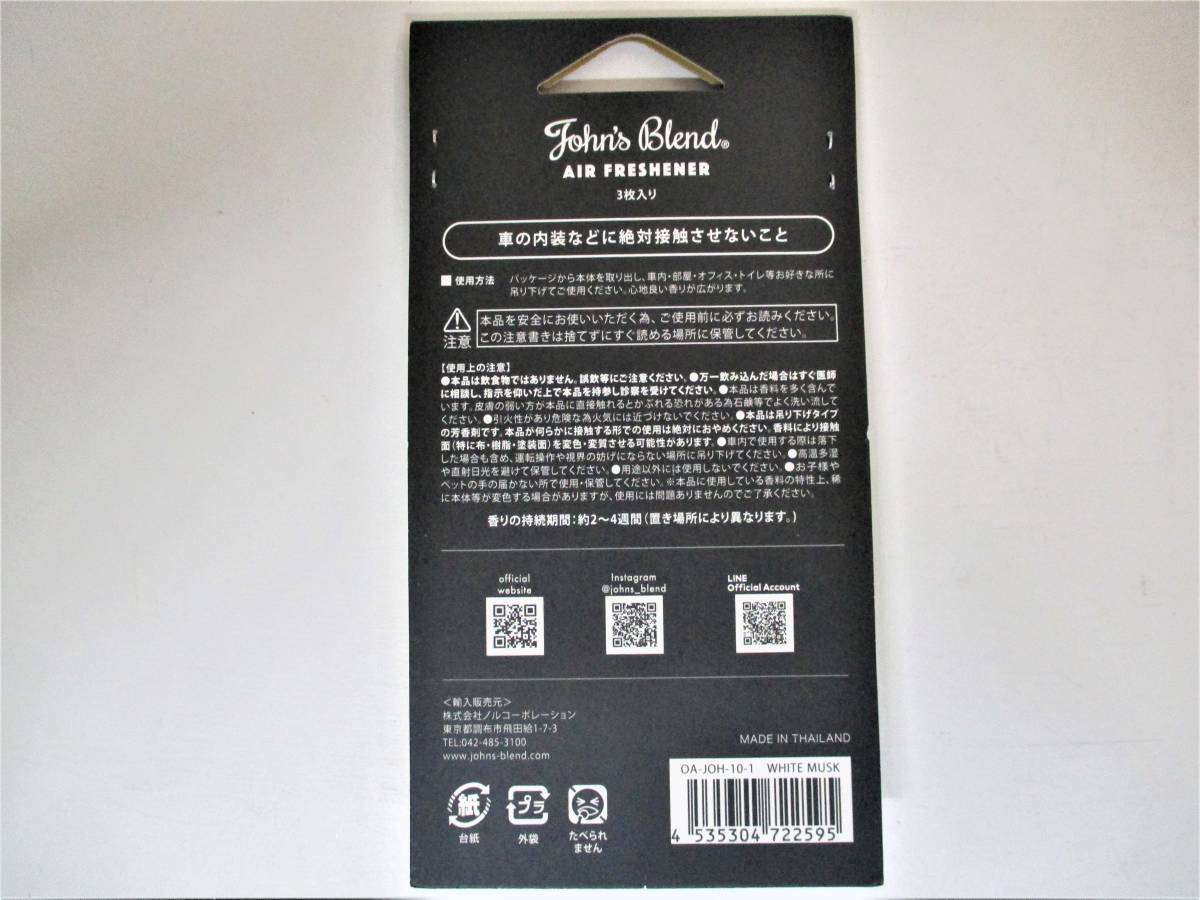 John's Blend®
AIR FRESHENER
3枚入り
車の内装などに絶対接触させないこと
■使用方法 パッケージから本体を取り出し、車内・部屋・オフィス・トイレ等お好きな所に
吊り下げてご使用ください。心地良い香りが広がります。
注意
本品を安全にお使いいただく為、ご使用前に必ずお読みください。
この注意書きは捨てずにすぐ読める場所に保管してください。
【使用上の注意】
●本品は飲食物ではありません。誤飲等にご注意ください。●万一飲み込んだ場合はすぐ医師
に相談し、指示を仰いだ上で本品を持参し診察を受けてください。●本品は香料を多く含んで
います。皮膚の弱い方が本品に直接触れるとかぶれる恐れがある為石鹸等でよく洗い流して
ください。●引火性があり危険な為火気には近づけないでください。●本品は吊り下げタイプ
の芳香剤です。本品が何らかに接触する形での使用は絶対におやめください。香料により接触
面(特に布・樹脂・塗装面)を変色・変質させる可能性があります。●車内で使用する際は落下
した場合も含め、運転操作や視界の妨げにならない場所に吊り下げてください。●高温多湿
や直射日光を避けて保管してください。●用途以外には使用しないでください。●お子様や
ペットの手の届かない所で使用・保管してください。※本品に使用している香料の特性上、稀
に本体等が変色する場合がありますが、使用には問題ありませんのでご了承ください。
香りの持続期間：約2〜4週間(置き場所により異なります。)
official
website
Instagram
@johns_blend
LINE
Official Account
＜輸入販売元＞
株式会社ノルコーポレーション
東京都調布市飛田給1-7-3
TEL:042-485-3100
www.johns-blend.com
MADE IN THAILAND
OA-JOH-10-1 WHITE MUSK
4 535304 722595
紙
台紙
プラ
外袋
たべられ
ません